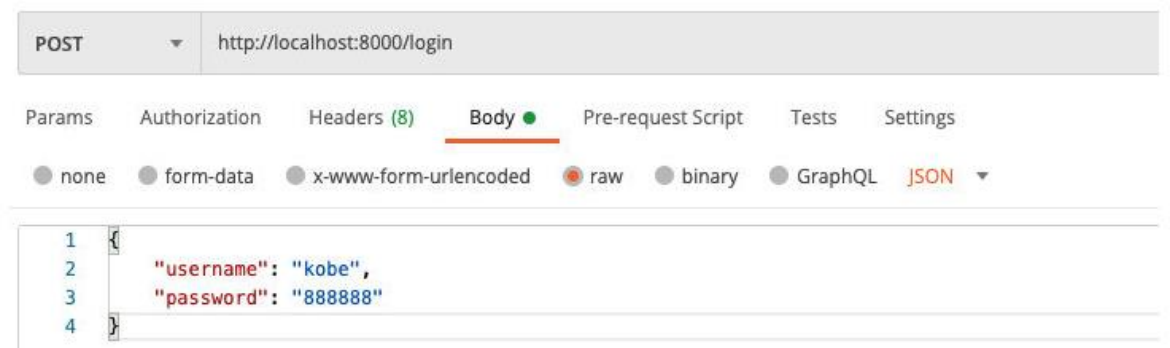 POST http://localhost:8000/login
Params Authorization Headers (8) Body Pre-request Script Tests Settings
none form-data x-www-form-urlencoded raw binary GraphQL JSON
1 {
2 "username": "kobe",
3 "password": "888888"
4 }